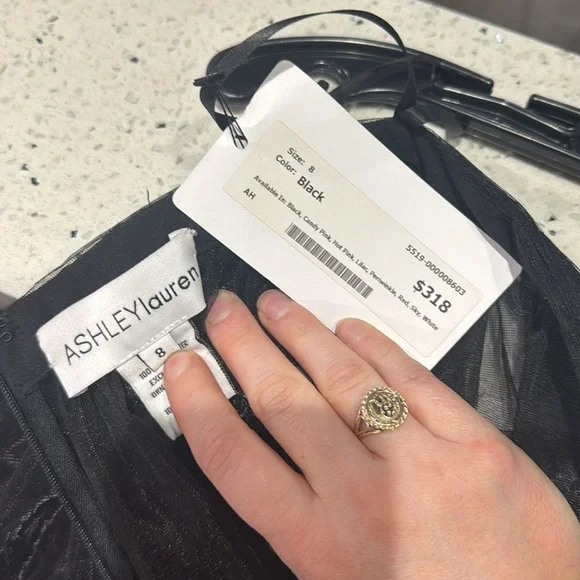 Size: 8
Color: Black
Available In: Black, Candy Pink, Hot Pink, Lilac, Periwinkle, Red, Sky, White
AH
5519-000008603
$318
ASHLEYlauren
8